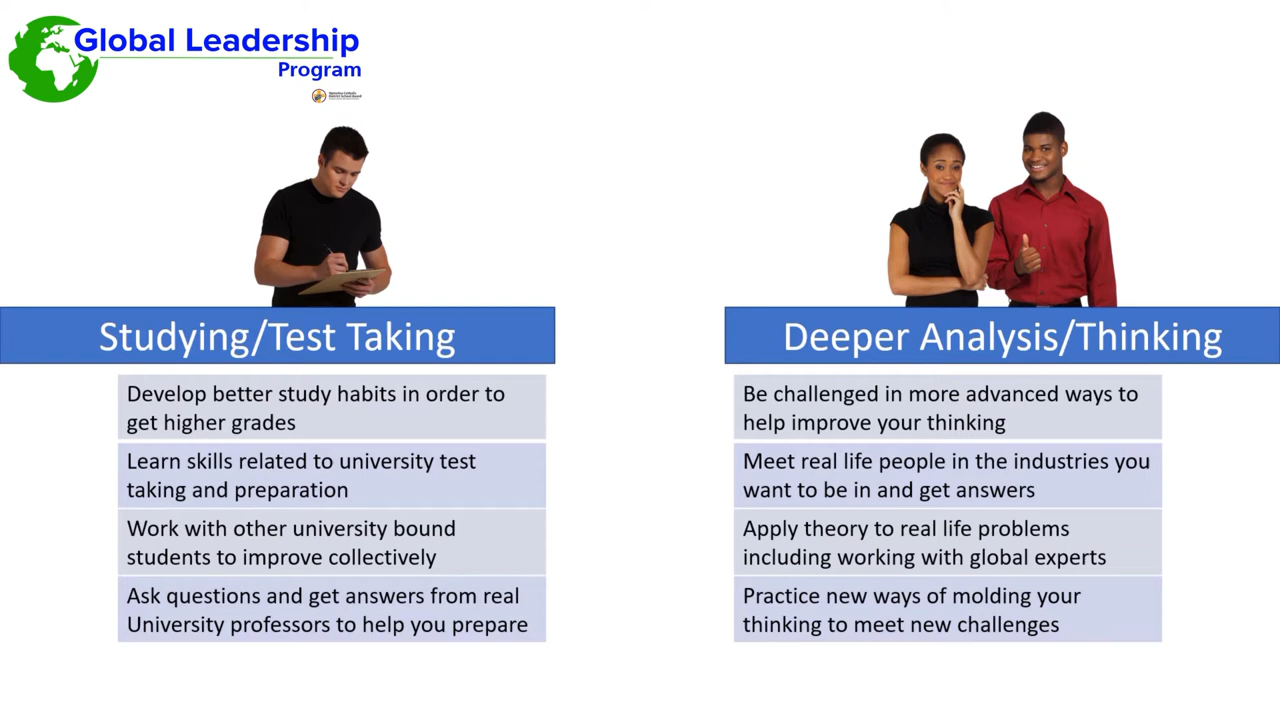 Global Leadership
Program
Waterloo Catholic
District School Board
Studying/Test Taking
Develop better study habits in order to
get higher grades
Learn skills related to university test
taking and preparation
Work with other university bound
students to improve collectively
Ask questions and get answers from real
University professors to help you prepare
Deeper Analysis/Thinking
Be challenged in more advanced ways to
help improve your thinking
Meet real life people in the industries you
want to be in and get answers
Apply theory to real life problems
including working with global experts
Practice new ways of molding your
thinking to meet new challenges